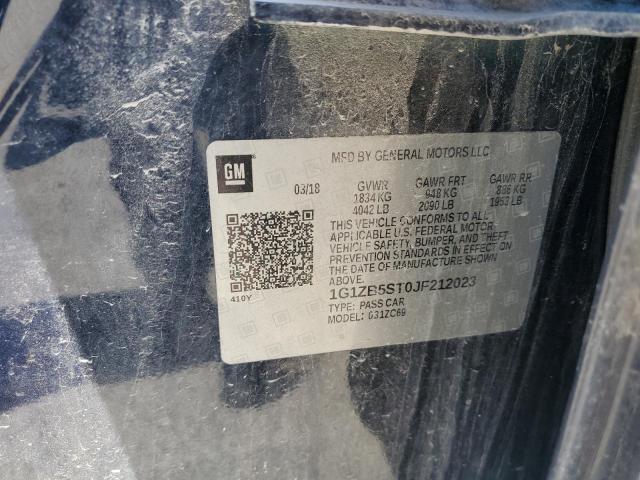 GM
MFD BY GENERAL MOTORS LLC
03/18
GVWR GAWR FRT GAWR RR
1834 KG 948 KG 886 KG
4042 LB 2090 LB 1953 LB
THIS VEHICLE CONFORMS TO ALL
APPLICABLE U.S. FEDERAL MOTOR
VEHICLE SAFETY, BUMPER, AND THEFT
PREVENTION STANDARDS IN EFFECT ON
THE DATE OF MANUFACTURE SHOWN
ABOVE.
410Y
1G1ZB5ST0JF212023
TYPE: PASS CAR
MODEL: 031ZC69